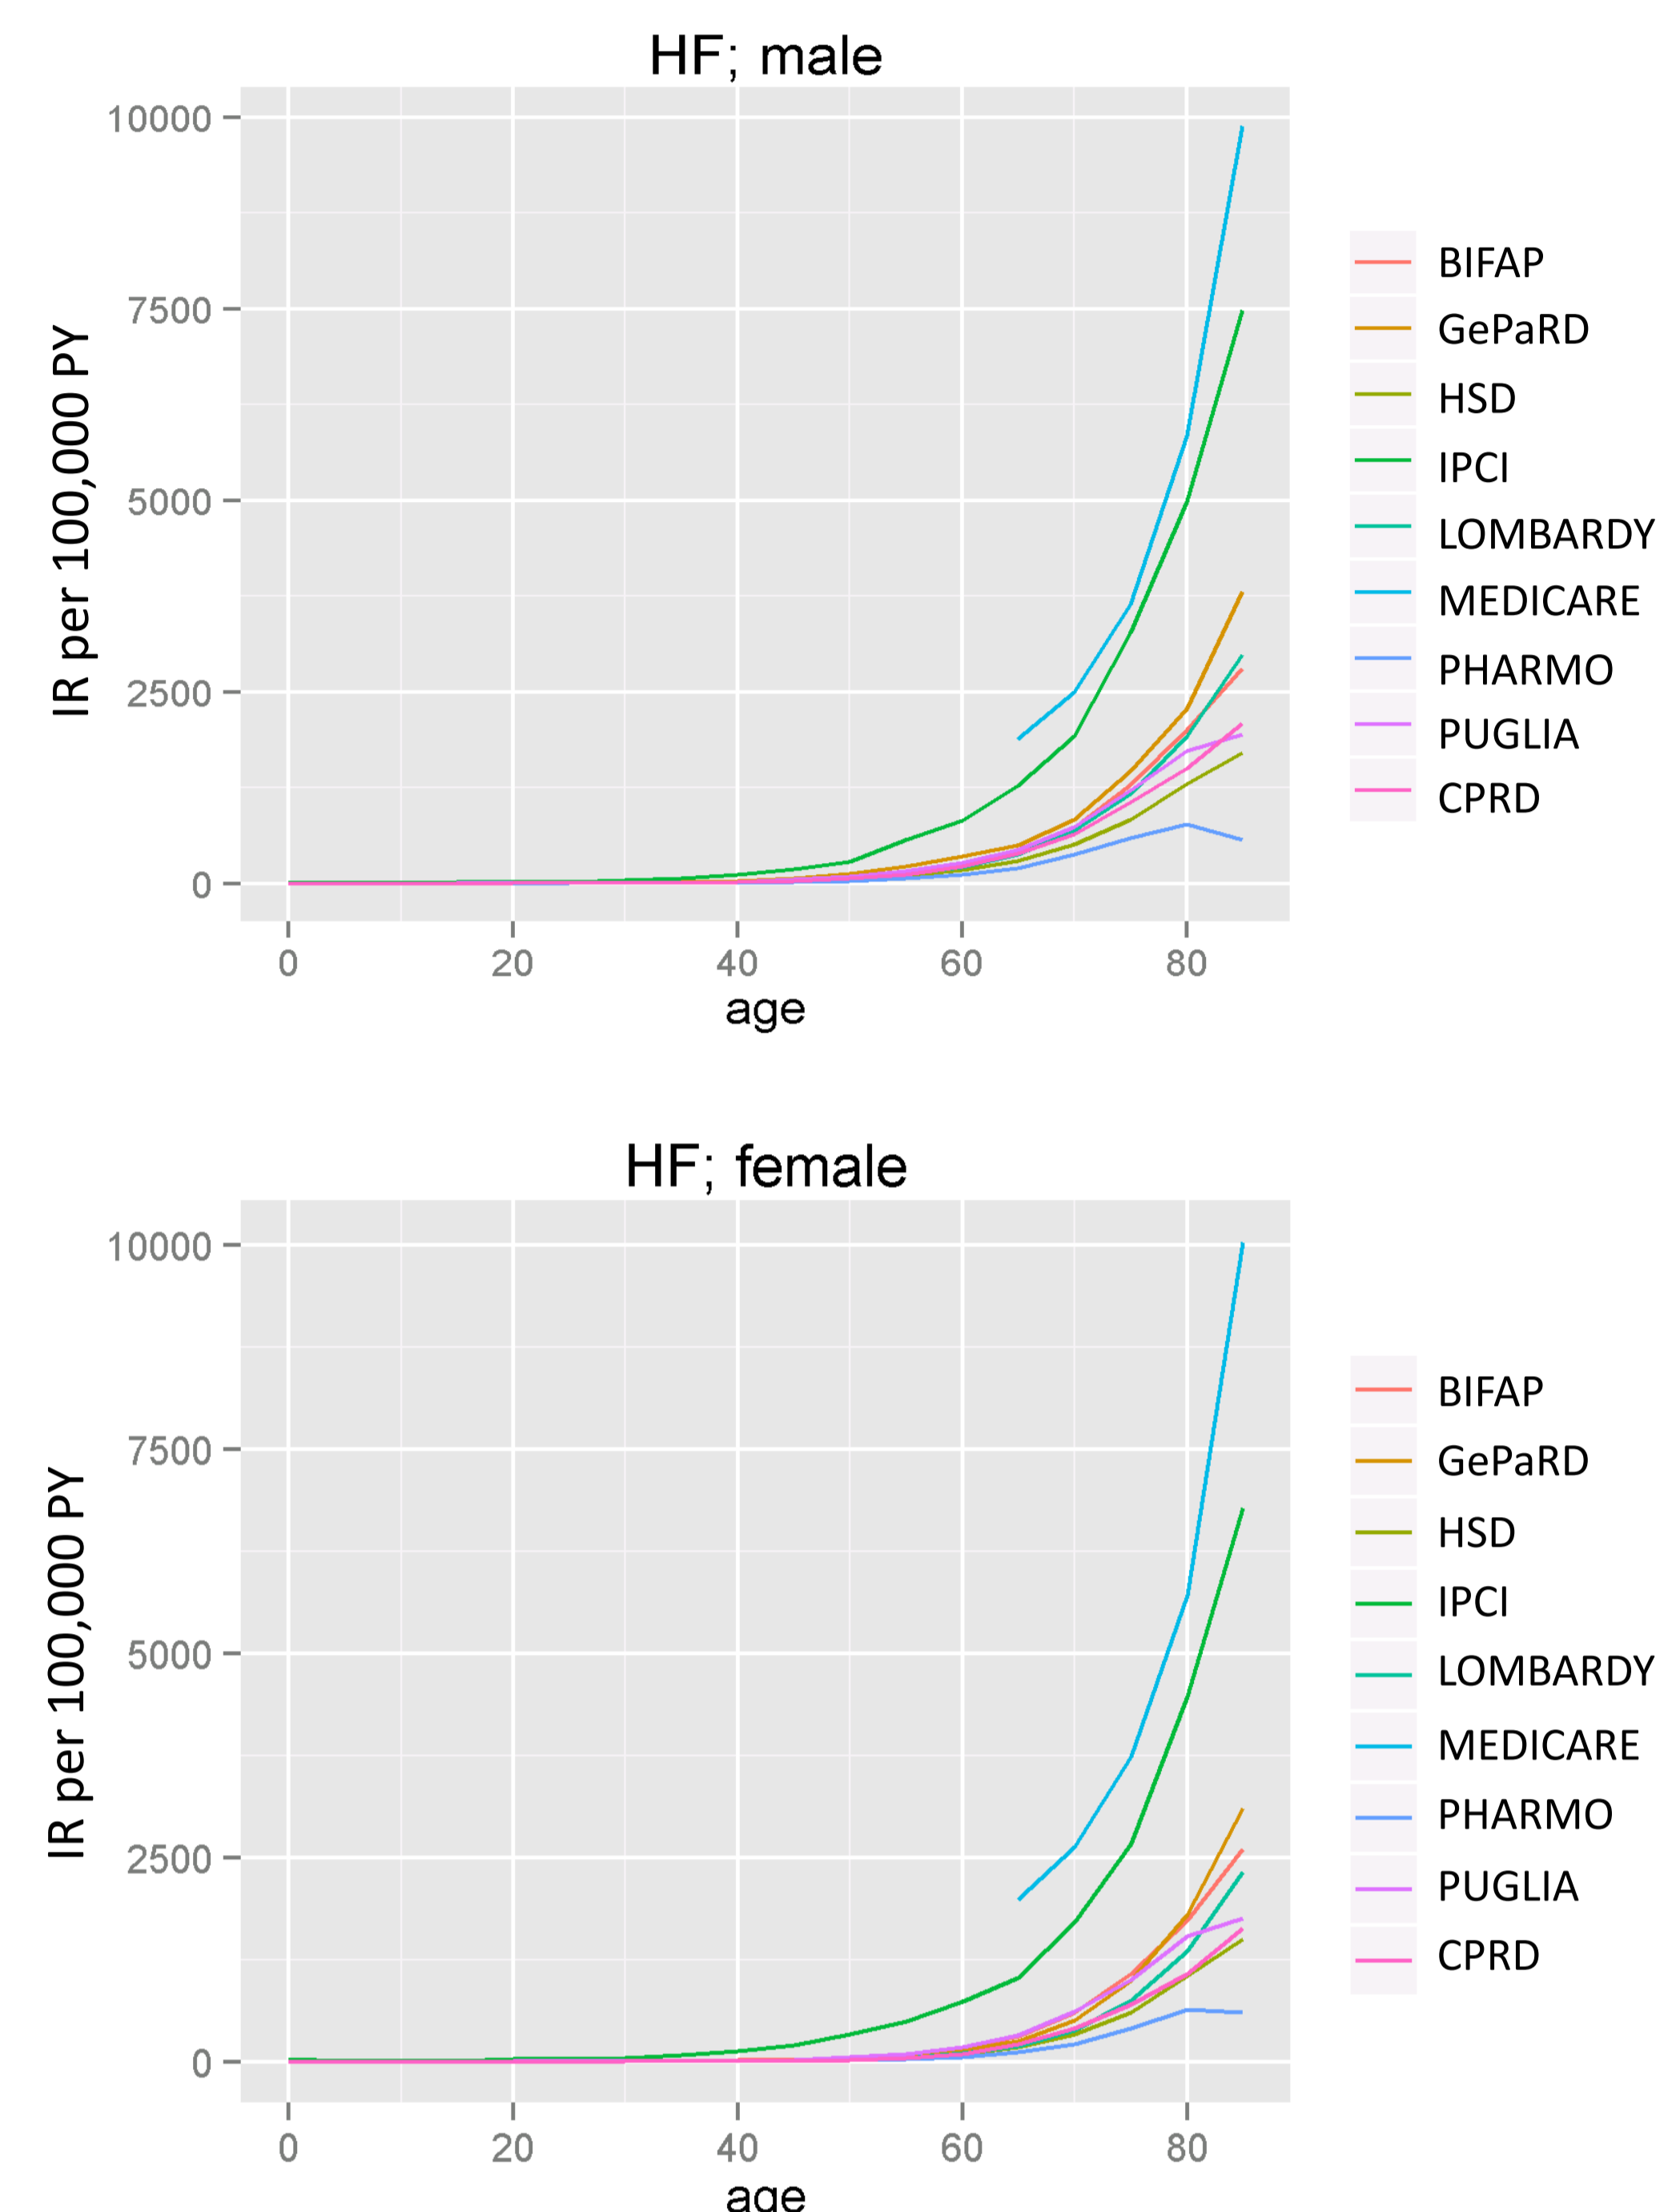 HF; male
IR per 100,000 PY
10000
7500
5000
2500
0
0 20 40 60 80
age
BIFAP
GePaRD
HSD
IPCI
LOMBARDY
MEDICARE
PHARMO
PUGLIA
CPRD
HF; female
IR per 100,000 PY
10000
7500
5000
2500
0
0 20 40 60 80
age
BIFAP
GePaRD
HSD
IPCI
LOMBARDY
MEDICARE
PHARMO
PUGLIA
CPRD